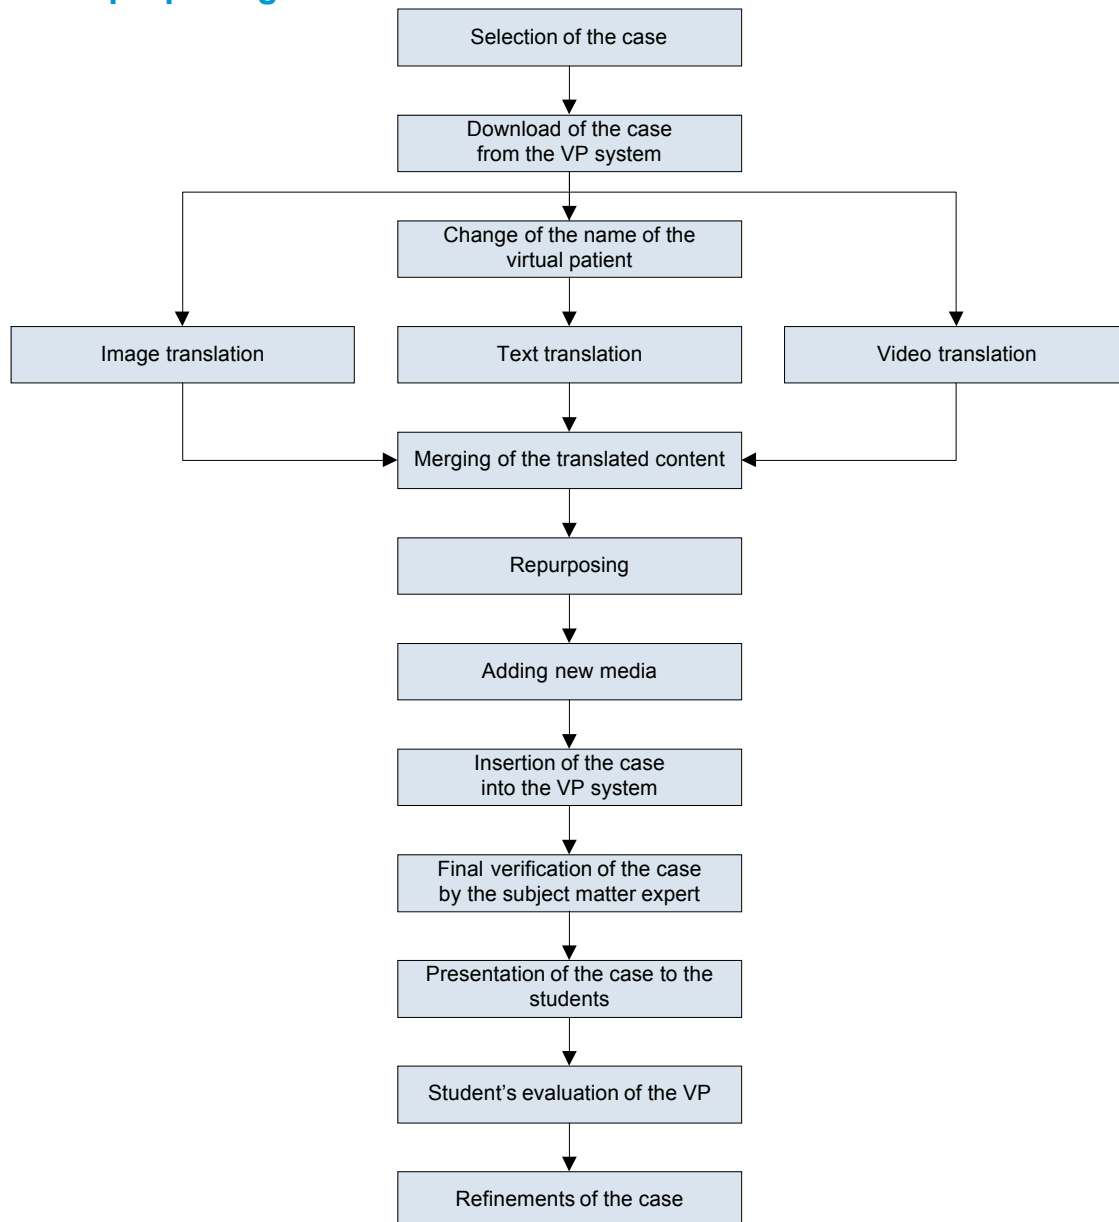 Selection of the case
Download of the case
from the VP system
Change of the name of the
virtual patient
Image translation
Text translation
Video translation
Merging of the translated content
Repurposing
Adding new media
Insertion of the case
into the VP system
Final verification of the case
by the subject matter expert
Presentation of the case to the
students
Student’s evaluation of the VP
Refinements of the case